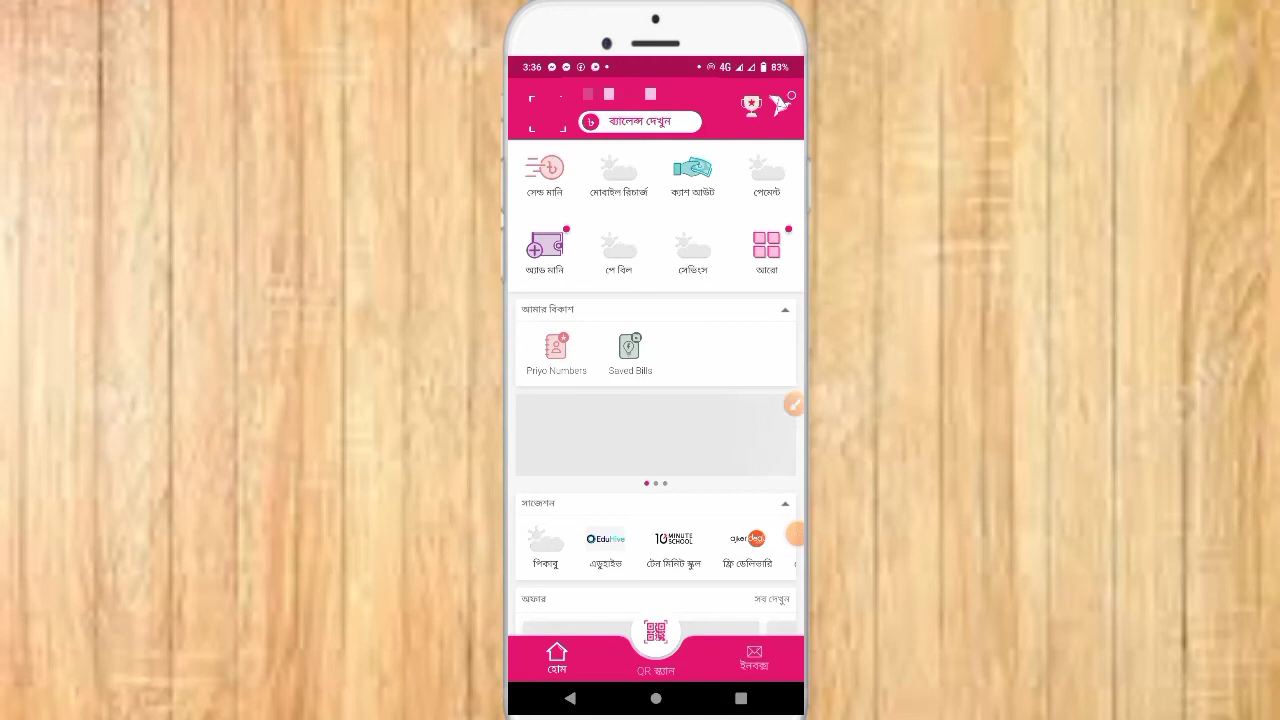 3:36 4G 83%
ব্যালেন্স দেখুন
সেন্ড মানি মোবাইল রিচার্জ ক্যাশ আউট পেমেন্ট
অ্যাড মানি পে বিল সেভিংস আরো
আমার বিকাশ
Priyo Numbers Saved Bills
সাজেশন
EduHive 10 MINUTE SCHOOL ajkerdeal
পিকাবু এডুহাইভ টেন মিনিট স্কুল ফ্রি ডেলিভারি
অফার সব দেখুন
হোম QR স্ক্যান ইনবক্স